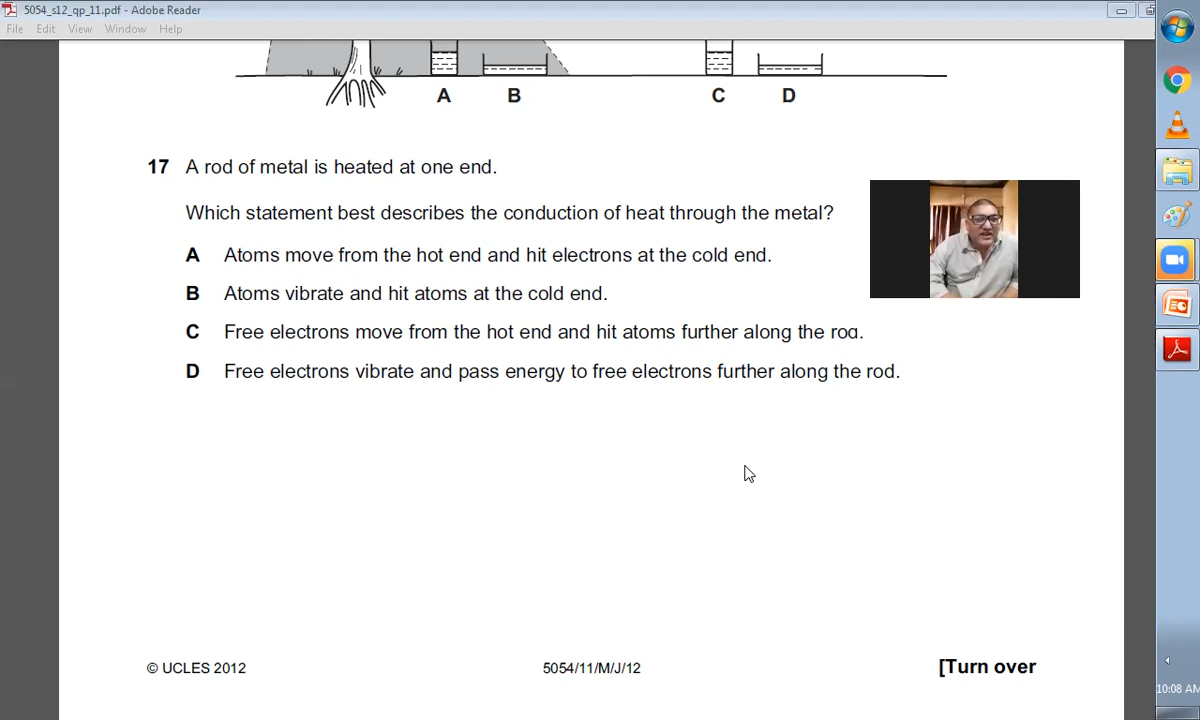 5054_s12_qp_11.pdf - Adobe Reader
File Edit View Window Help
A B C D
17 A rod of metal is heated at one end.
Which statement best describes the conduction of heat through the metal?
A Atoms move from the hot end and hit electrons at the cold end.
B Atoms vibrate and hit atoms at the cold end.
C Free electrons move from the hot end and hit atoms further along the rod.
D Free electrons vibrate and pass energy to free electrons further along the rod.
© UCLES 2012 5054/11/M/J/12 [Turn over
10:08 AM